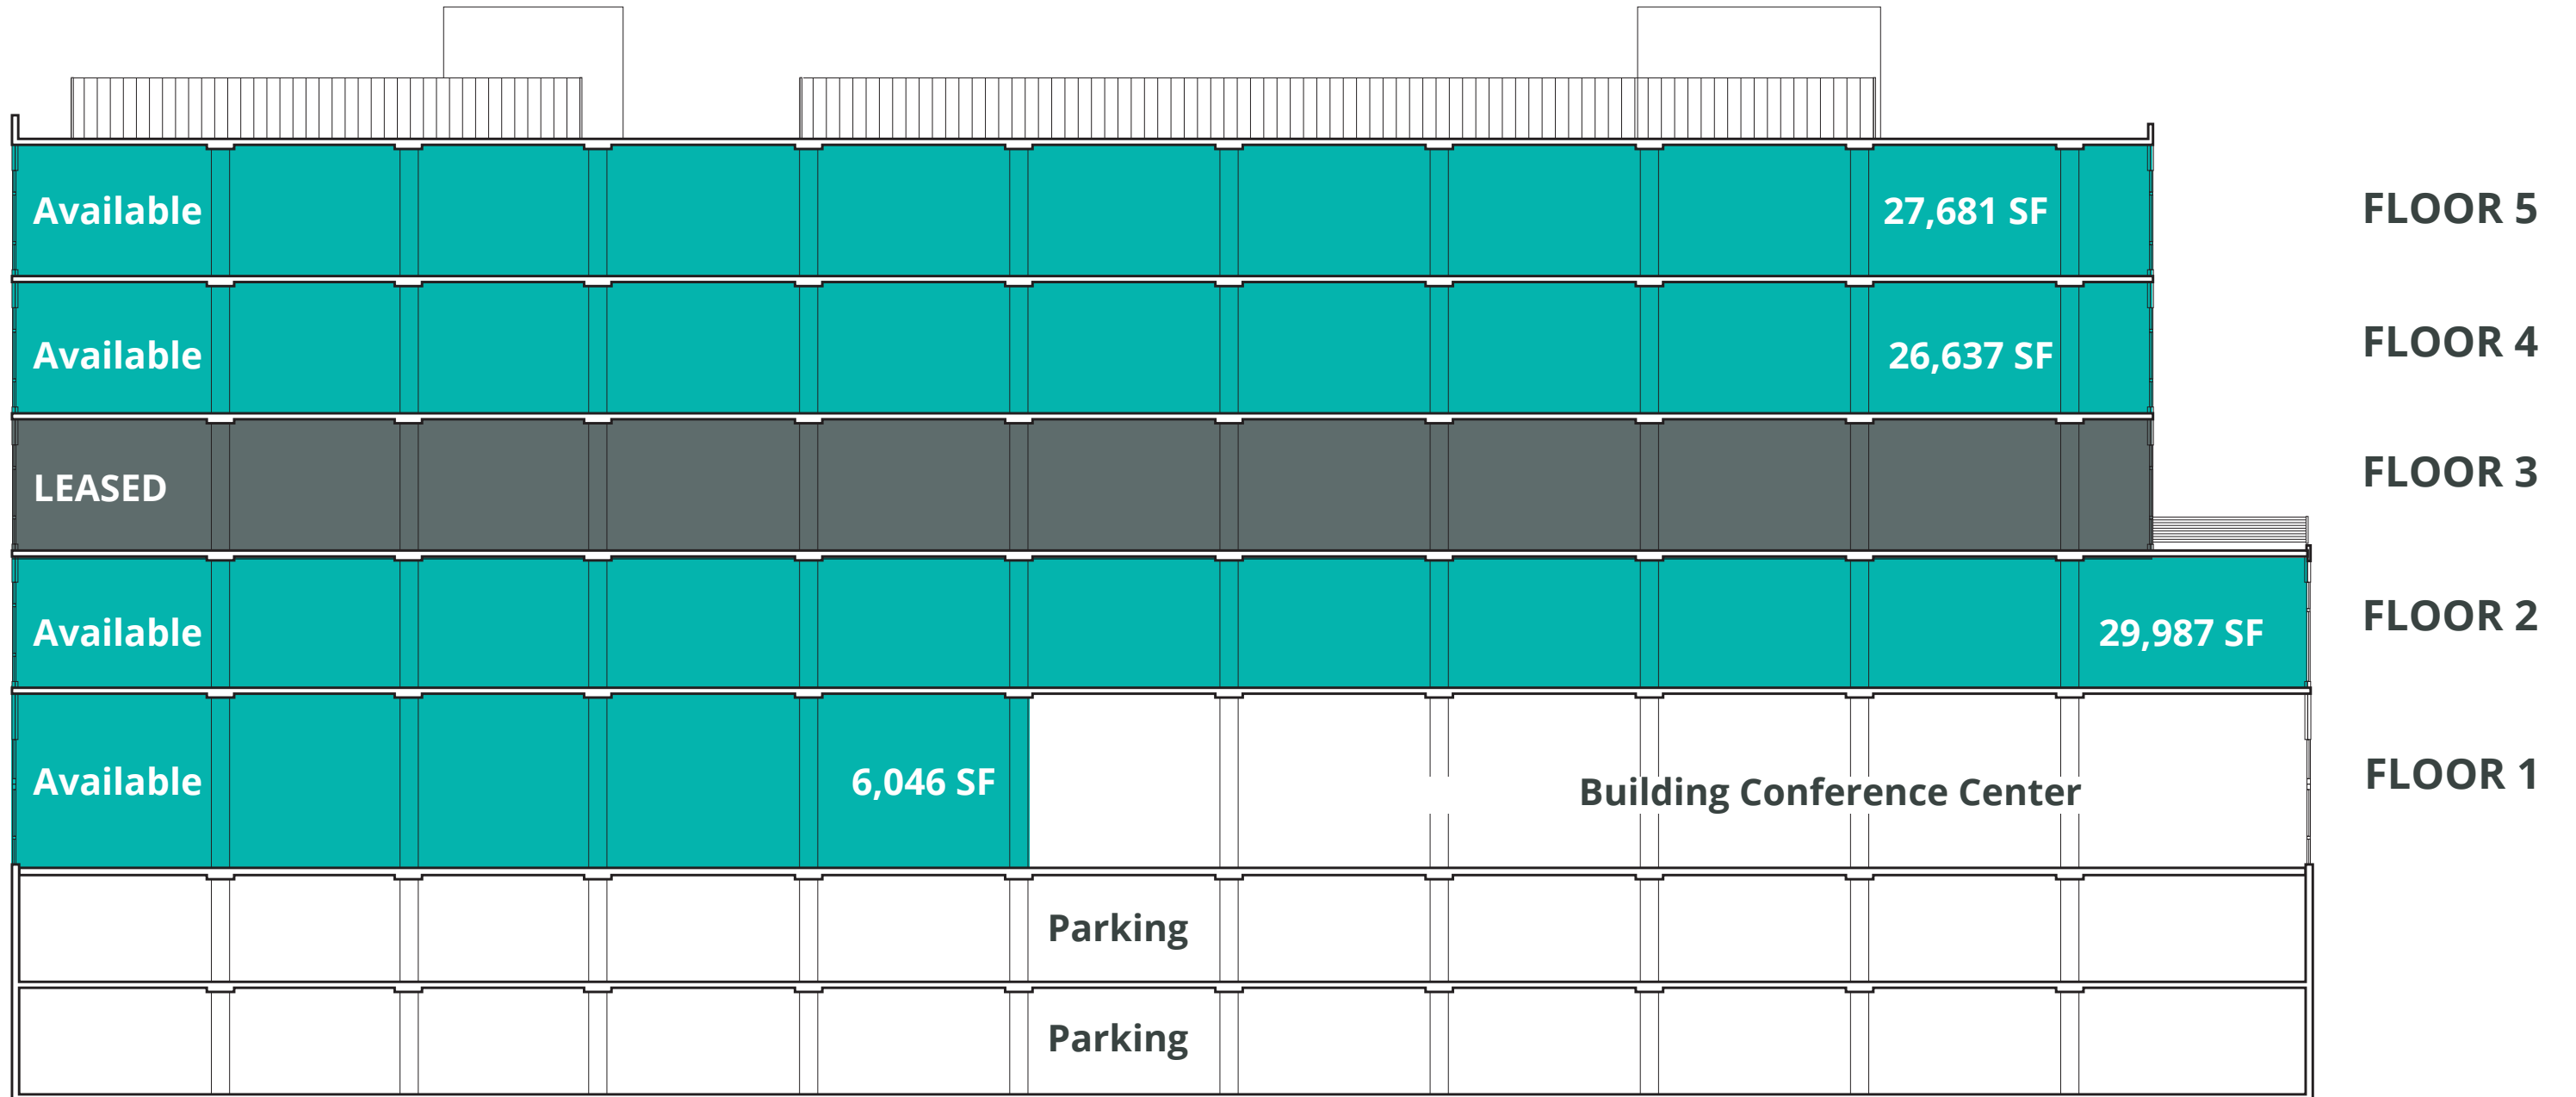 Available 27,681 SF FLOOR 5
Available 26,637 SF FLOOR 4
LEASED FLOOR 3
Available 29,987 SF FLOOR 2
Available 6,046 SF Building Conference Center FLOOR 1
Parking
Parking